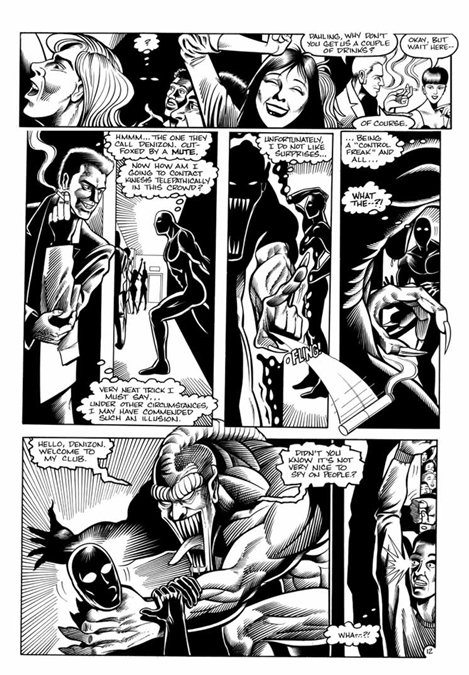 ?
DAHLING, WHY DON'T
YOU GET US A COUPLE
OF DRINKS?
OKAY, BUT
WAIT HERE--
OF COURSE.
HMMM... THE ONE THEY
CALL DENIZON. OUT-
FOXED BY A MUTE.
NOW HOW AM I
GOING TO CONTACT
KINESIS TELEPATHICALLY
IN THIS CROWD?
VERY NEAT TRICK I
MUST SAY...
UNDER OTHER CIRCUMSTANCES,
I MAY HAVE COMMENDED
SUCH AN ILLUSION.
UNFORTUNATELY,
I DO NOT LIKE
SURPRISES...
FLING!
... BEING
A "CONTROL
FREAK" AND
ALL...
WHAT
THE--?!
HELLO, DENIZON.
WELCOME TO
MY CLUB.
DIDN'T YOU
KNOW IT'S NOT
VERY NICE TO
SPY ON PEOPLE?
WHA--?!
12